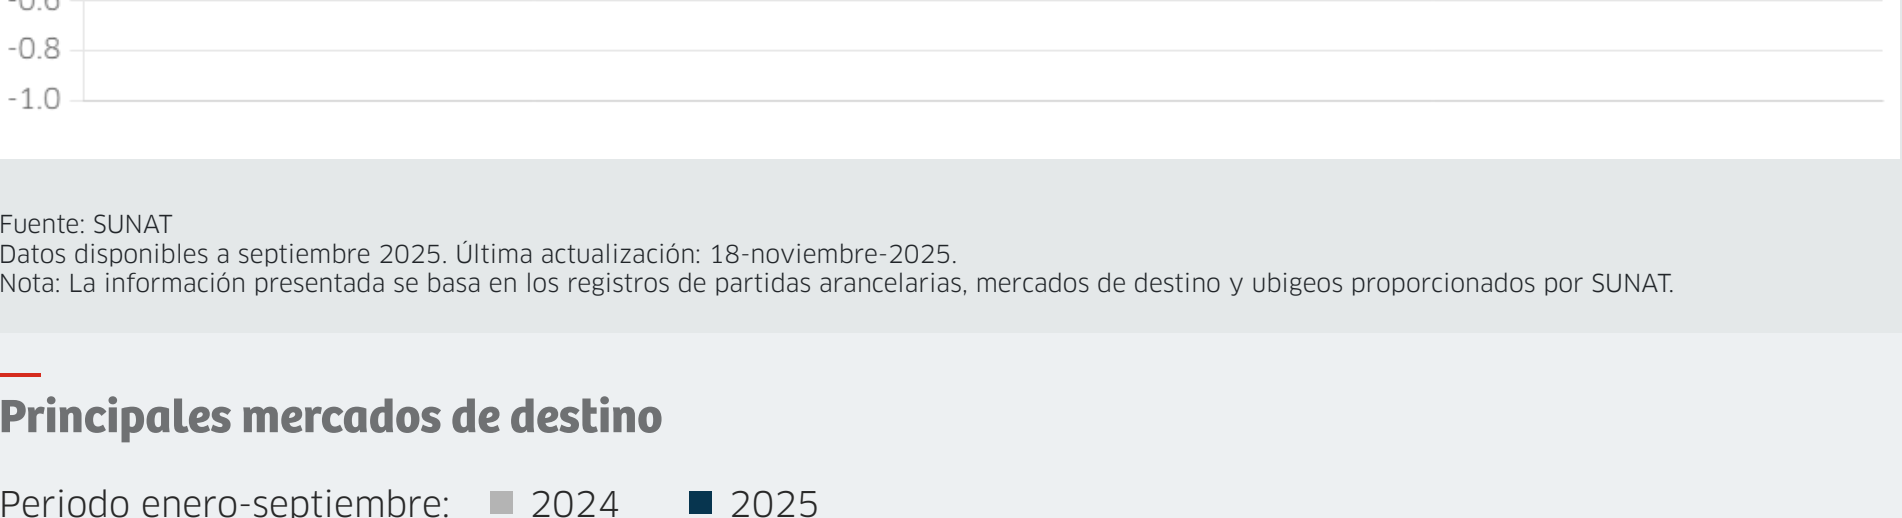 -0.6
-0.8
-1.0
Fuente: SUNAT
Datos disponibles a septiembre 2025. Última actualización: 18-noviembre-2025.
Nota: La información presentada se basa en los registros de partidas arancelarias, mercados de destino y ubigeos proporcionados por SUNAT.
Principales mercados de destino
Periodo enero-septiembre: 2024 2025